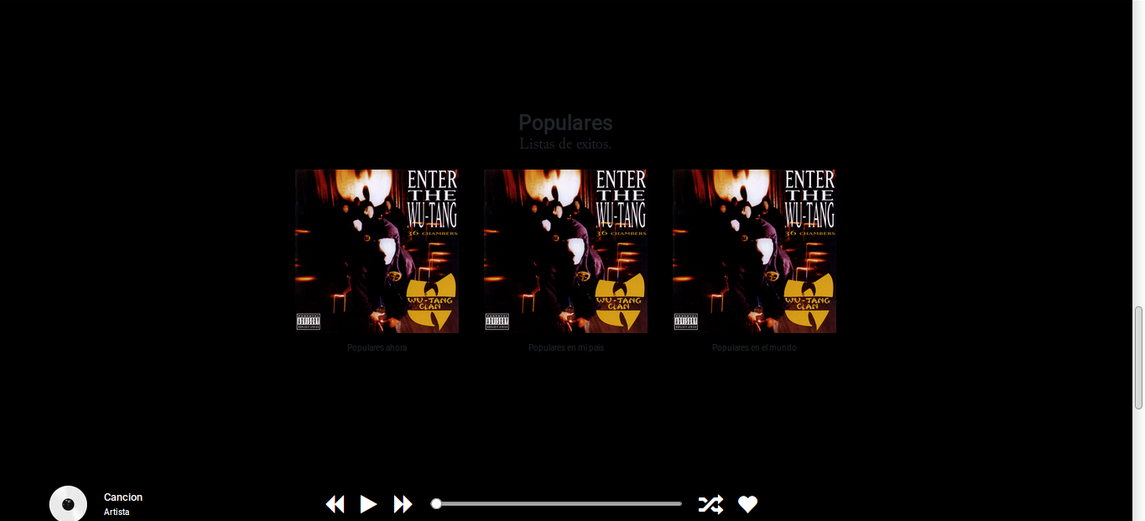 Populares
Listas de exitos.
ENTER
THE
WU-TANG
36 CHAMBERS
WU-TANG
CLAN
ENTER
THE
WU-TANG
36 CHAMBERS
WU-TANG
CLAN
ENTER
THE
WU-TANG
36 CHAMBERS
WU-TANG
CLAN
Populares ahora
Populares en mi pais
Populares en el mundo
Cancion
Artista